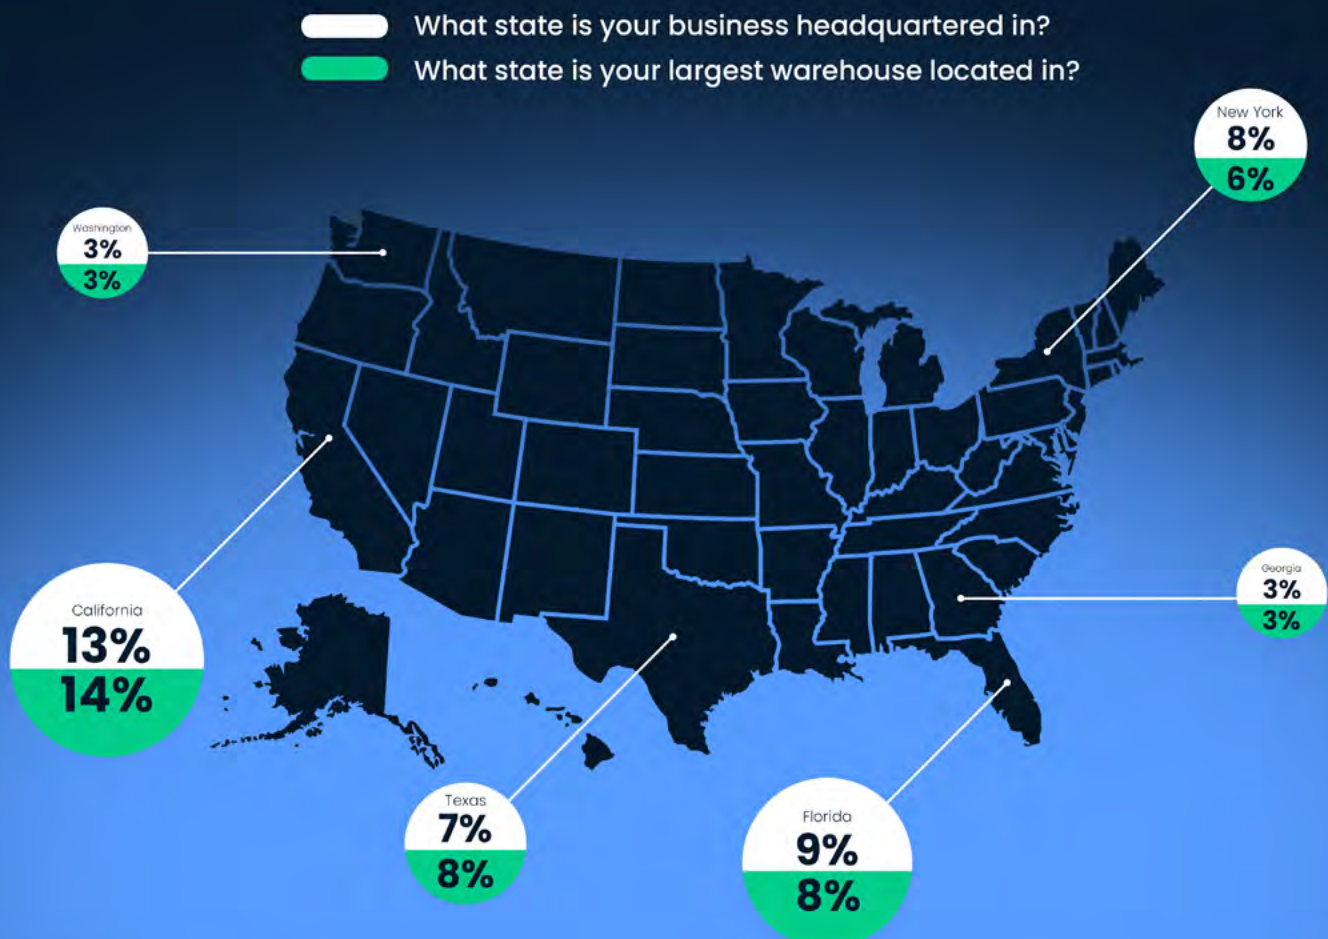 What state is your business headquartered in?
What state is your largest warehouse located in?
New York
8%
6%
Washington
3%
3%
California
13%
14%
Georgia
3%
3%
Texas
7%
8%
Florida
9%
8%